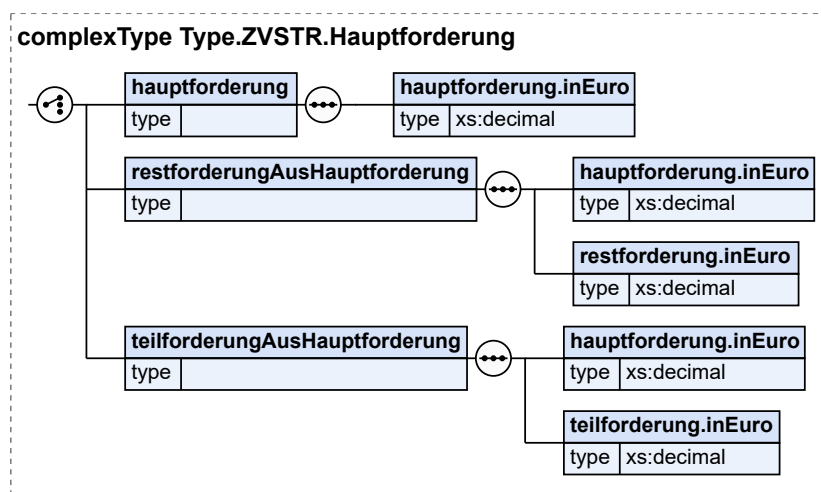 complexType Type.ZVSTR.Hauptforderung
hauptforderung
type
hauptforderung.inEuro
type xs:decimal
restforderungAusHauptforderung
type
hauptforderung.inEuro
type xs:decimal
restforderung.inEuro
type xs:decimal
teilforderungAusHauptforderung
type
hauptforderung.inEuro
type xs:decimal
teilforderung.inEuro
type xs:decimal